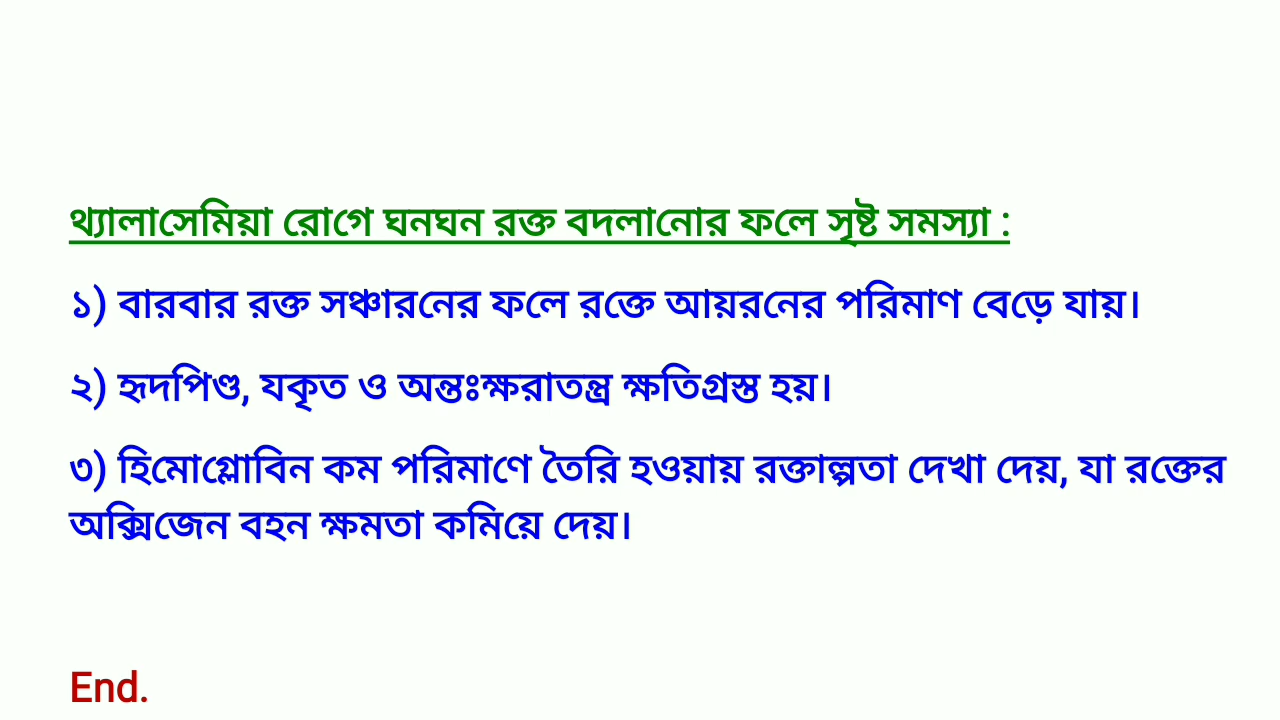 থ্যালাসেমিয়া রোগে ঘনঘন রক্ত বদলানোর ফলে সৃষ্ট সমস্যা :
১) বারবার রক্ত সঞ্চারনের ফলে রক্তে আয়রনের পরিমাণ বেড়ে যায়।
২) হৃদপিণ্ড, যকৃত ও অন্তঃক্ষরাতন্ত্র ক্ষতিগ্রস্ত হয়।
৩) হিমোগ্লোবিন কম পরিমাণে তৈরি হওয়ায় রক্তাল্পতা দেখা দেয়, যা রক্তের
অক্সিজেন বহন ক্ষমতা কমিয়ে দেয়।
End.